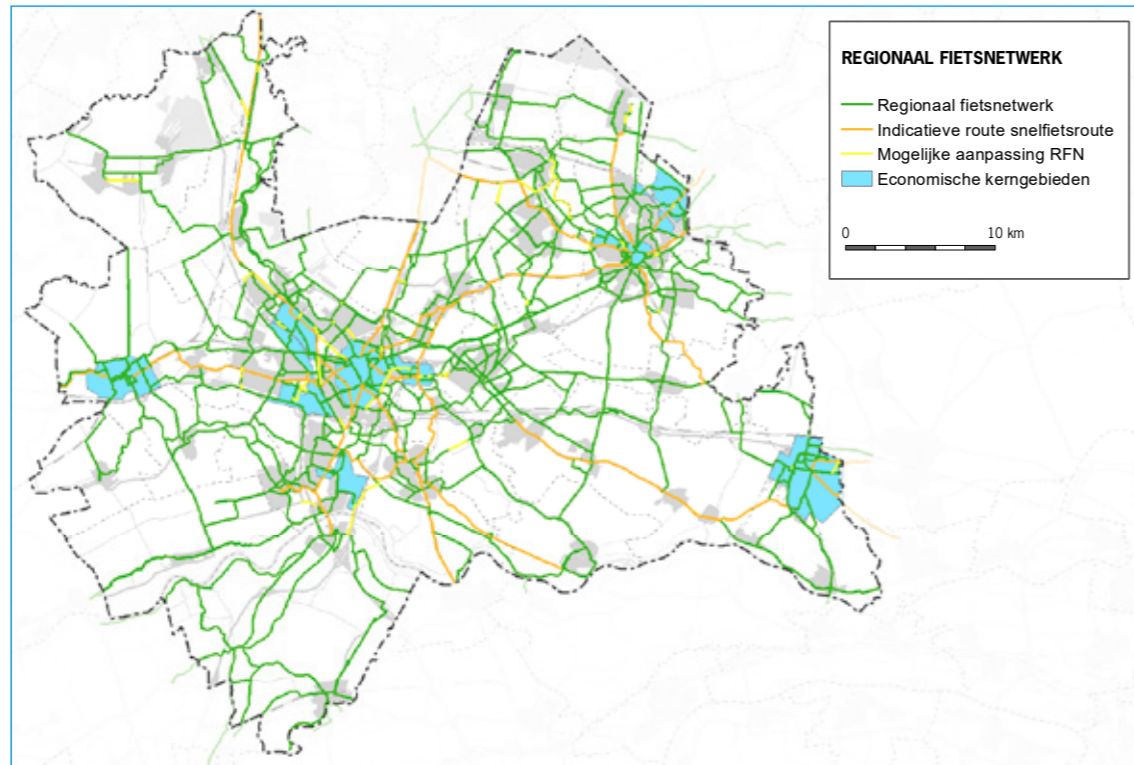 REGIONAAL FIETSNETWERK
Regionaal fietsnetwerk
Indicatieve route snelfietsroute
Mogelijke aanpassing RFN
Economische kerngebieden
0 10 km